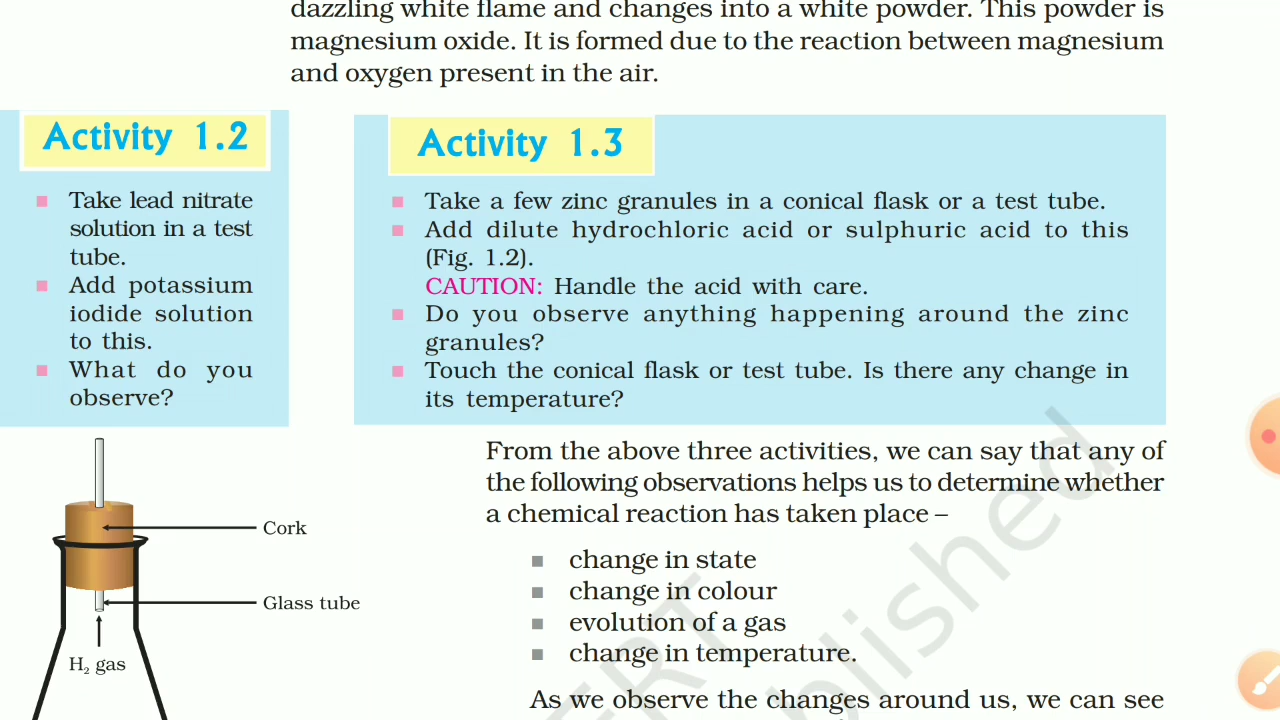 dazzling white flame and changes into a white powder. This powder is
magnesium oxide. It is formed due to the reaction between magnesium
and oxygen present in the air.
Activity 1.2
Take lead nitrate
solution in a test
tube.
Add potassium
iodide solution
to this.
What do you
observe?
Activity 1.3
Take a few zinc granules in a conical flask or a test tube.
Add dilute hydrochloric acid or sulphuric acid to this
(Fig. 1.2).
CAUTION: Handle the acid with care.
Do you observe anything happening around the zinc
granules?
Touch the conical flask or test tube. Is there any change in
its temperature?
Cork
Glass tube
H₂ gas
From the above three activities, we can say that any of
the following observations helps us to determine whether
a chemical reaction has taken place –
change in state
change in colour
evolution of a gas
change in temperature.
As we observe the changes around us, we can see